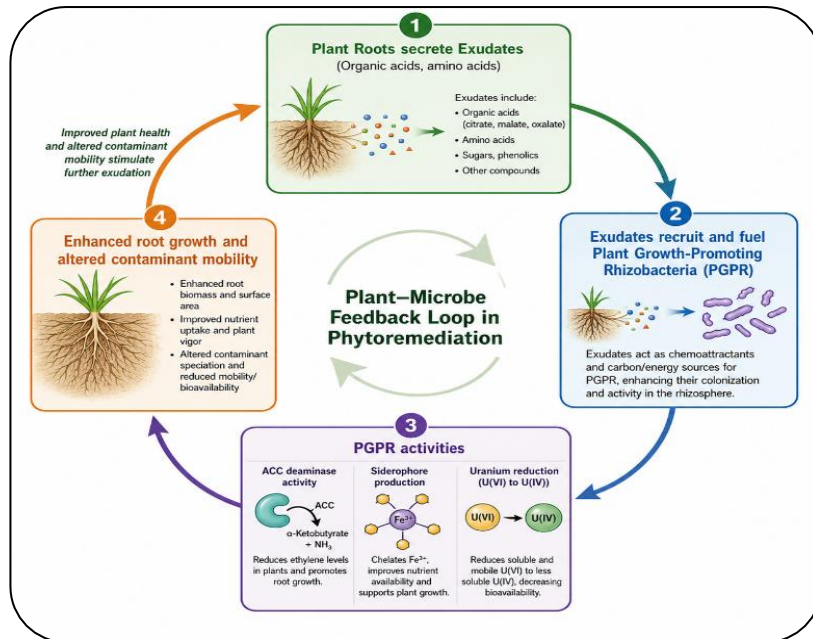 1
Plant Roots secrete Exudates
(Organic acids, amino acids)
Exudates include:
• Organic acids
(citrate, malate, oxalate)
• Amino acids
• Sugars, phenolics
• Other compounds
Improved plant health
and altered contaminant
mobility stimulate
further exudation
2
Exudates recruit and fuel
Plant Growth-Promoting
Rhizobacteria (PGPR)
Exudates act as chemoattractants
and carbon/energy sources for
PGPR, enhancing their colonization
and activity in the rhizosphere.
4
Enhanced root growth and
altered contaminant mobility
• Enhanced root
biomass and surface
area
• Improved nutrient
uptake and plant
vigor
• Altered contaminant
speciation and
reduced mobility/
bioavailability
Plant—Microbe
Feedback Loop in
Phytoremediation
3
PGPR activities
ACC deaminase
activity
ACC
α-Ketobutyrate
+ NH₃
Reduces ethylene levels
in plants and promotes
root growth.
Siderophore
production
Fe³⁺
Chelates Fe³⁺,
improves nutrient
availability and
supports plant growth.
Uranium reduction
(U(VI) to U(IV))
U(VI)
U(IV)
Reduces soluble and
mobile U(VI) to less
soluble U(IV), decreasing
bioavailability.